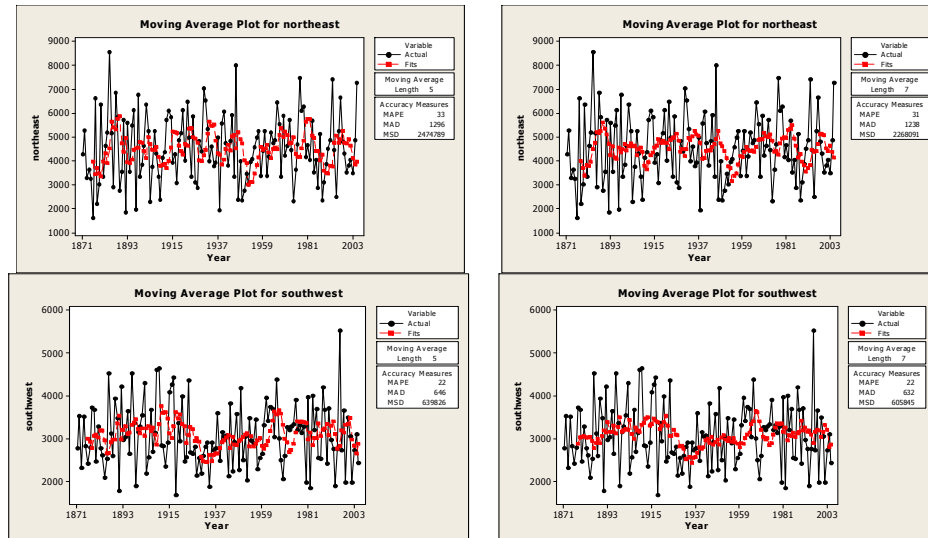 Moving Average Plot for northeast
Variable
Actual
Fits
Moving Average
Length 5
Accuracy Measures
MAPE 33
MAD 1296
MSD 2474789
9000
8000
7000
6000
5000
4000
3000
2000
1000
northeast
1871 1893 1915 1937 1959 1981 2003
Year
Moving Average Plot for northeast
Variable
Actual
Fits
Moving Average
Length 7
Accuracy Measures
MAPE 31
MAD 1238
MSD 2268091
9000
8000
7000
6000
5000
4000
3000
2000
1000
northeast
1871 1893 1915 1937 1959 1981 2003
Year
Moving Average Plot for southwest
Variable
Actual
Fits
Moving Average
Length 5
Accuracy Measures
MAPE 22
MAD 646
MSD 639826
6000
5000
4000
3000
2000
southwest
1871 1893 1915 1937 1959 1981 2003
Year
Moving Average Plot for southwest
Variable
Actual
Fits
Moving Average
Length 7
Accuracy Measures
MAPE 22
MAD 632
MSD 605845
6000
5000
4000
3000
2000
southwest
1871 1893 1915 1937 1959 1981 2003
Year